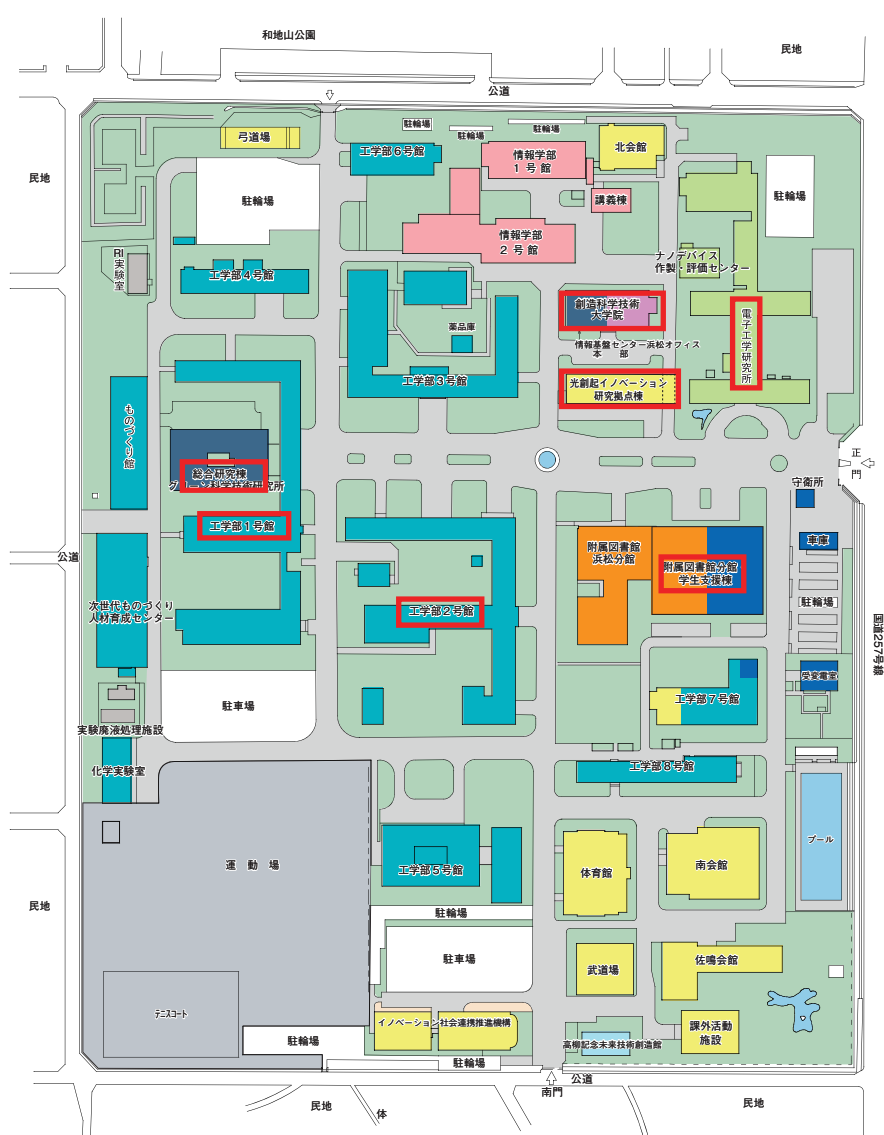 和地山公園
民地
公道
弓道場
駐輪場
駐輪場
駐輪場
工学部6号館
情報学部
1号館
北会館
民地
駐輪場
講義棟
駐輪場
情報学部
2号館
RI
実験室
工学部4号館
ナノデバイス
作製・評価センター
創造科学技術
大学院
薬品庫
電子工学研究所
情報基盤センター浜松オフィス
本部
工学部3号館
光創起イノベーション
研究拠点棟
ものづくり館
総合研究棟
グリーン科学技術研究所
正門
守衛所
工学部1号館
公道
附属図書館
浜松分館
車庫
附属図書館分館
学生支援棟
次世代ものづくり
人材育成センター
工学部2号館
駐輪場
国道257号線
受変電室
駐車場
工学部7号館
実験廃液処理施設
化学実験室
工学部8号館
運動場
工学部5号館
体育館
南会館
プール
民地
駐輪場
駐車場
武道場
佐鳴会館
テニスコート
イノベーション社会連携推進機構
課外活動
施設
駐輪場
高柳記念未来技術創造館
駐輪場
南門
公道
民地
体
民地